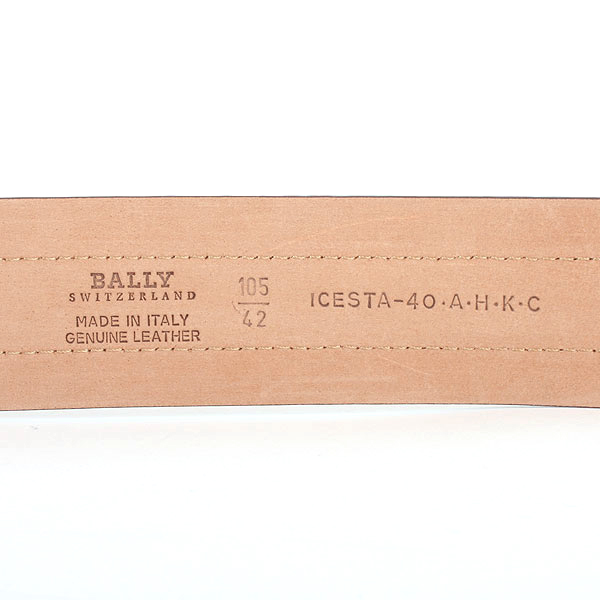 BALLY
SWITZERLAND
MADE IN ITALY
GENUINE LEATHER
105
42
ICESTA-40·A·H·K·C